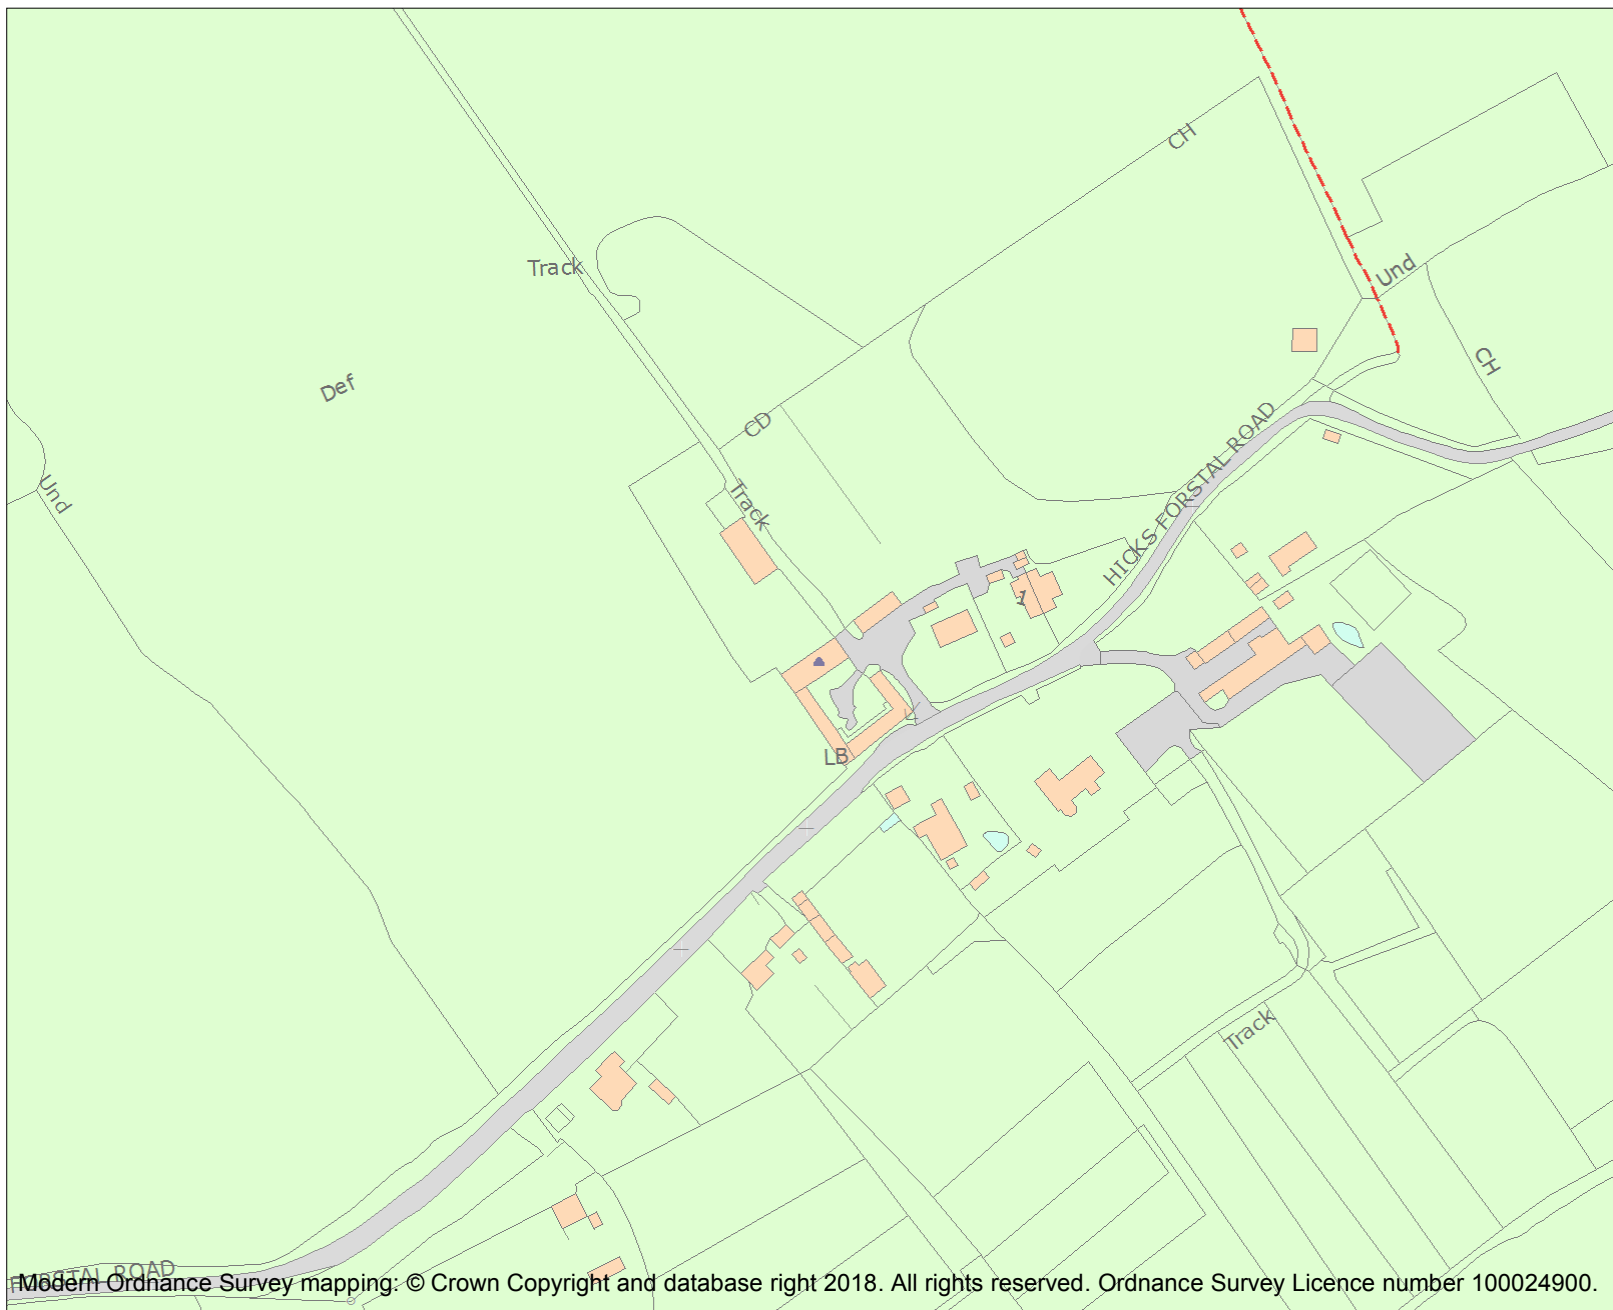 CH
Und
Track
CH
Def
CD
HICKS FORSTAL ROAD
Und
Track
1
LB
Track
FORSTAL ROAD
Modern Ordnance Survey mapping: © Crown Copyright and database right 2018. All rights reserved. Ordnance Survey Licence number 100024900.